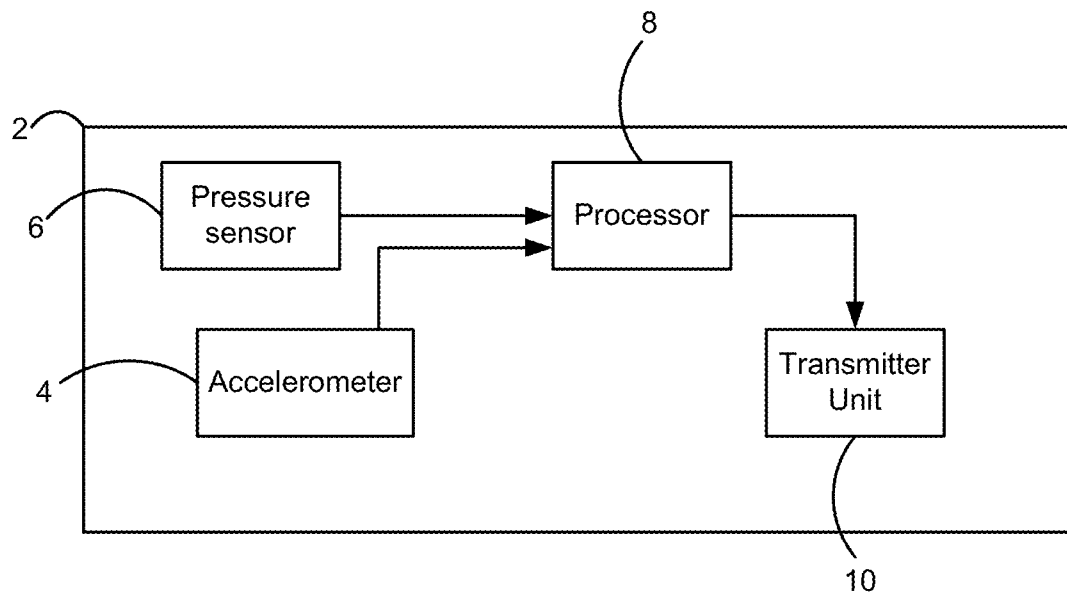 8
2
Pressure
sensor
Processor
6
Accelerometer
4
Transmitter
Unit
10